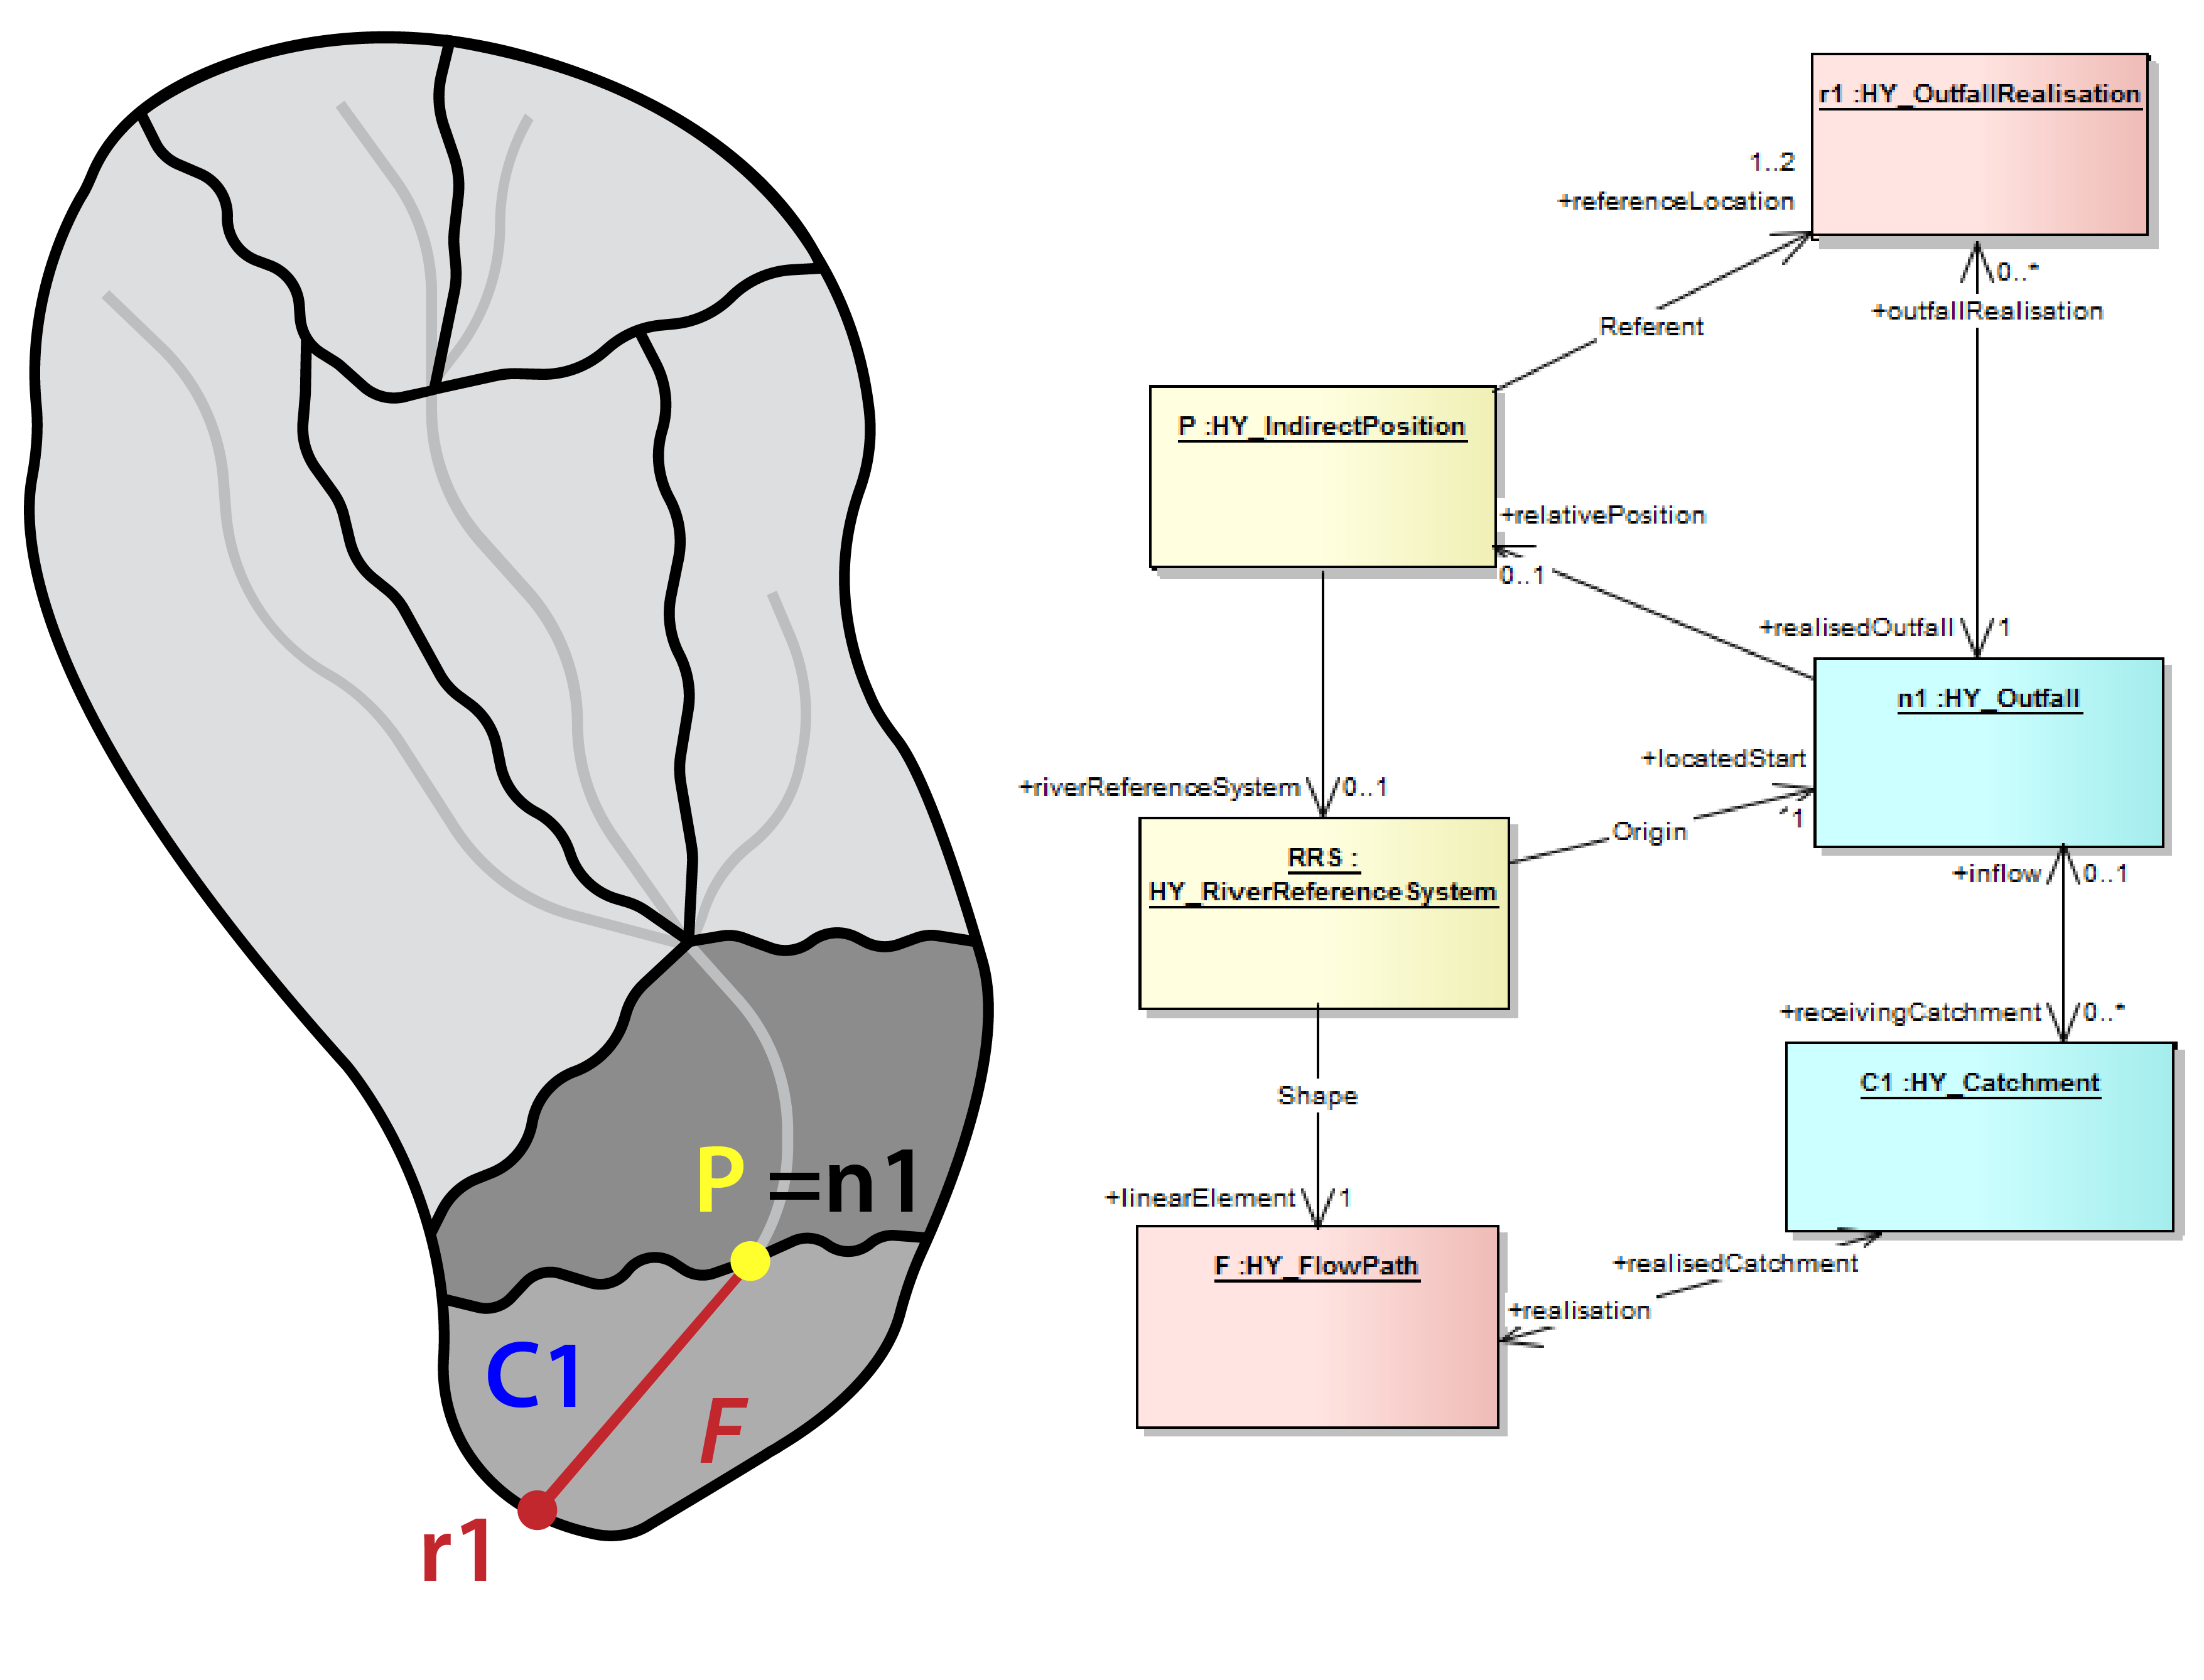 P =n1
C1
F
r1
r1 :HY_OutfallRealisation
1..2
+referenceLocation
0..*
+outfallRealisation
Referent
P :HY_IndirectPosition
+relativePosition
0..1
+realisedOutfall 1
n1 :HY_Outfall
+locatedStart
1
Origin
+riverReferenceSystem 0..1
RRS :
HY_RiverReferenceSystem
+inflow 0..1
+receivingCatchment 0..*
C1 :HY_Catchment
Shape
+linearElement 1
F :HY_FlowPath
+realisedCatchment
+realisation